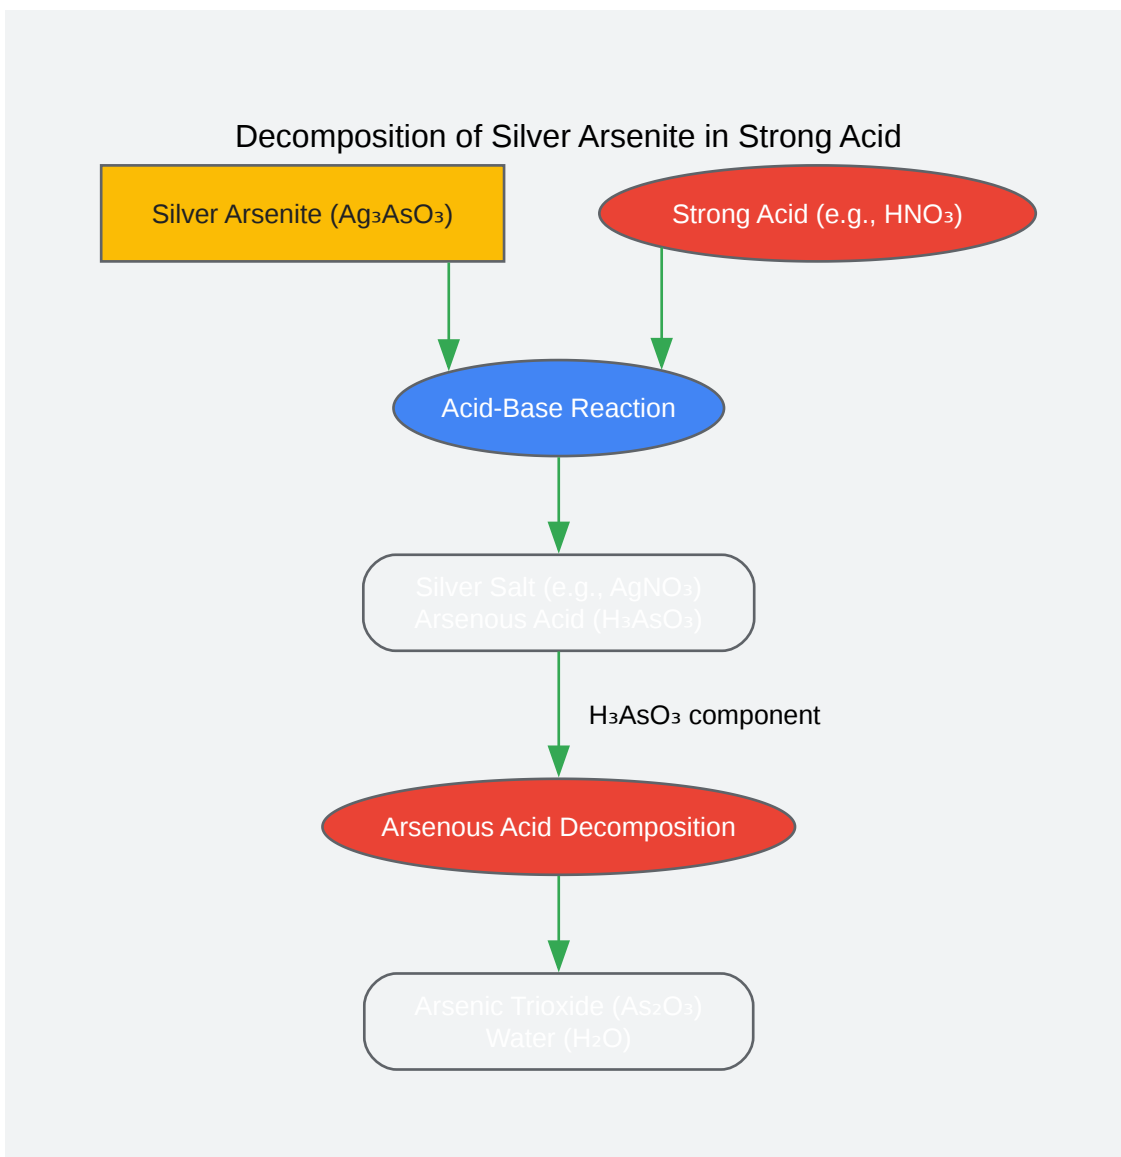 Decomposition of Silver Arsenite in Strong Acid
Silver Arsenite (Ag₃AsO₃)
Strong Acid (e.g., HNO₃)
Acid-Base Reaction
Silver Salt (e.g., AgNO₃)
Arsenous Acid (H₃AsO₃)
H₃AsO₃ component
Arsenous Acid Decomposition
Arsenic Trioxide (As₂O₃)
Water (H₂O)